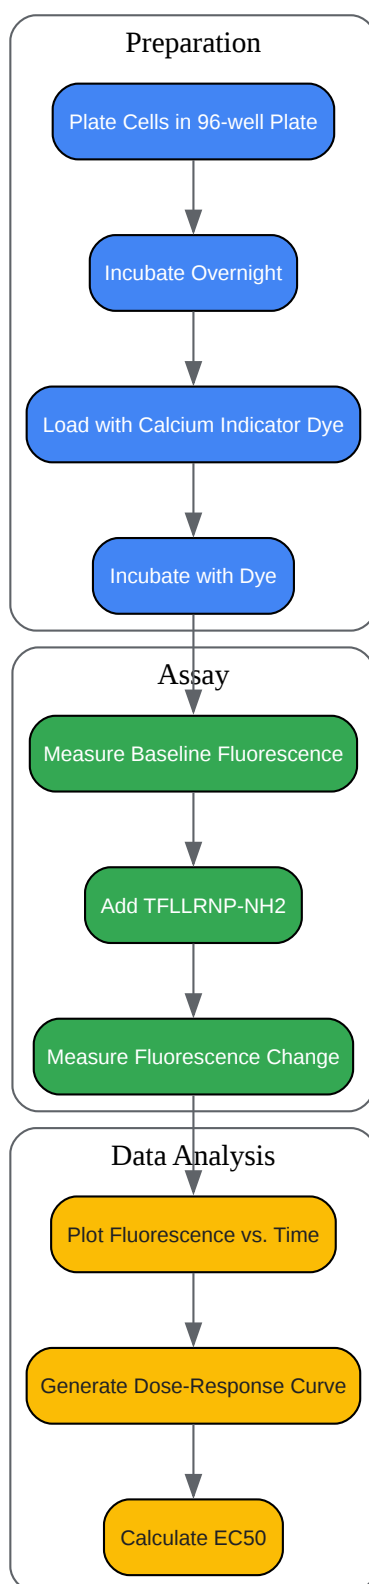 Preparation
Plate Cells in 96-well Plate
Incubate Overnight
Load with Calcium Indicator Dye
Incubate with Dye
Assay
Measure Baseline Fluorescence
Add TFLLRNP-NH2
Measure Fluorescence Change
Data Analysis
Plot Fluorescence vs. Time
Generate Dose-Response Curve
Calculate EC50